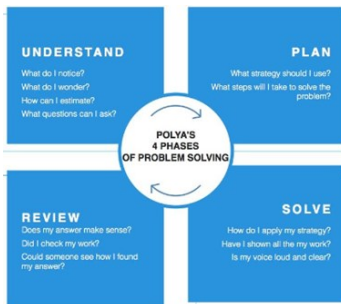 UNDERSTAND
What do I notice?
What do I wonder?
How can I estimate?
What questions can I ask?
PLAN
What strategy should I use?
What steps will I take to solve the
problem?
POLYA'S
4 PHASES
OF PROBLEM SOLVING
REVIEW
Does my answer make sense?
Did I check my work?
Could someone see how I found
my answer?
SOLVE
How do I apply my strategy?
Have I shown all the my work?
Is my voice loud and clear?